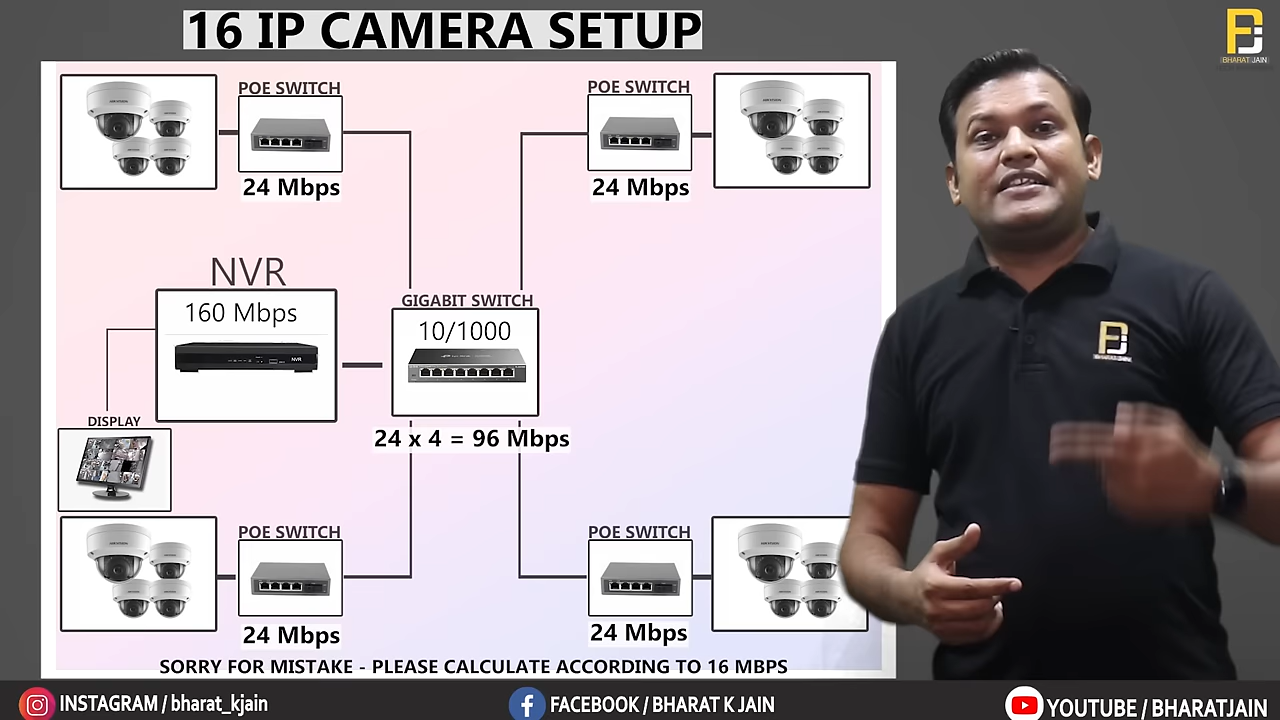 16 IP CAMERA SETUP
BHARAT JAIN
POE SWITCH
POE SWITCH
24 Mbps
24 Mbps
NVR
160 Mbps
NVR
GIGABIT SWITCH
10/1000
24 x 4 = 96 Mbps
DISPLAY
POE SWITCH
POE SWITCH
24 Mbps
24 Mbps
SORRY FOR MISTAKE - PLEASE CALCULATE ACCORDING TO 16 MBPS
INSTAGRAM / bharat_kjain
FACEBOOK / BHARAT K JAIN
YOUTUBE / BHARATJAIN